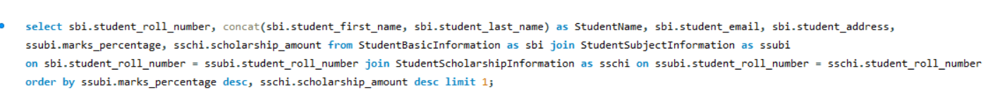 select sbi.student_roll_number, concat(sbi.student_first_name, sbi.student_last_name) as StudentName, sbi.student_email, sbi.student_address,
ssubi.marks_percentage, sschi.scholarship_amount from StudentBasicInformation as sbi join StudentSubjectInformation as ssubi
on sbi.student_roll_number = ssubi.student_roll_number join StudentScholarshipInformation as sschi on ssubi.student_roll_number = sschi.student_roll_number
order by ssubi.marks_percentage desc, sschi.scholarship_amount desc limit 1;